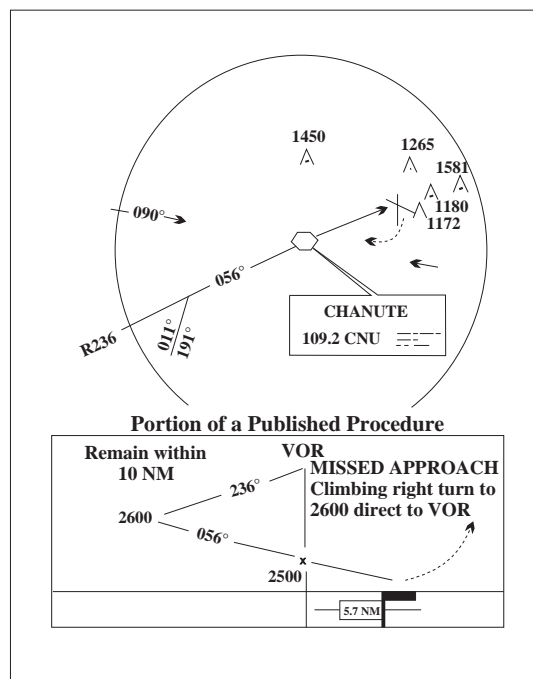 1450
1265
1581
1180
1172
090°
056°
R236
011°
191°
CHANUTE
109.2 CNU
Portion of a Published Procedure
Remain within
10 NM
VOR
MISSED APPROACH
Climbing right turn to
2600 direct to VOR
236°
2600
056°
2500
x
5.7 NM